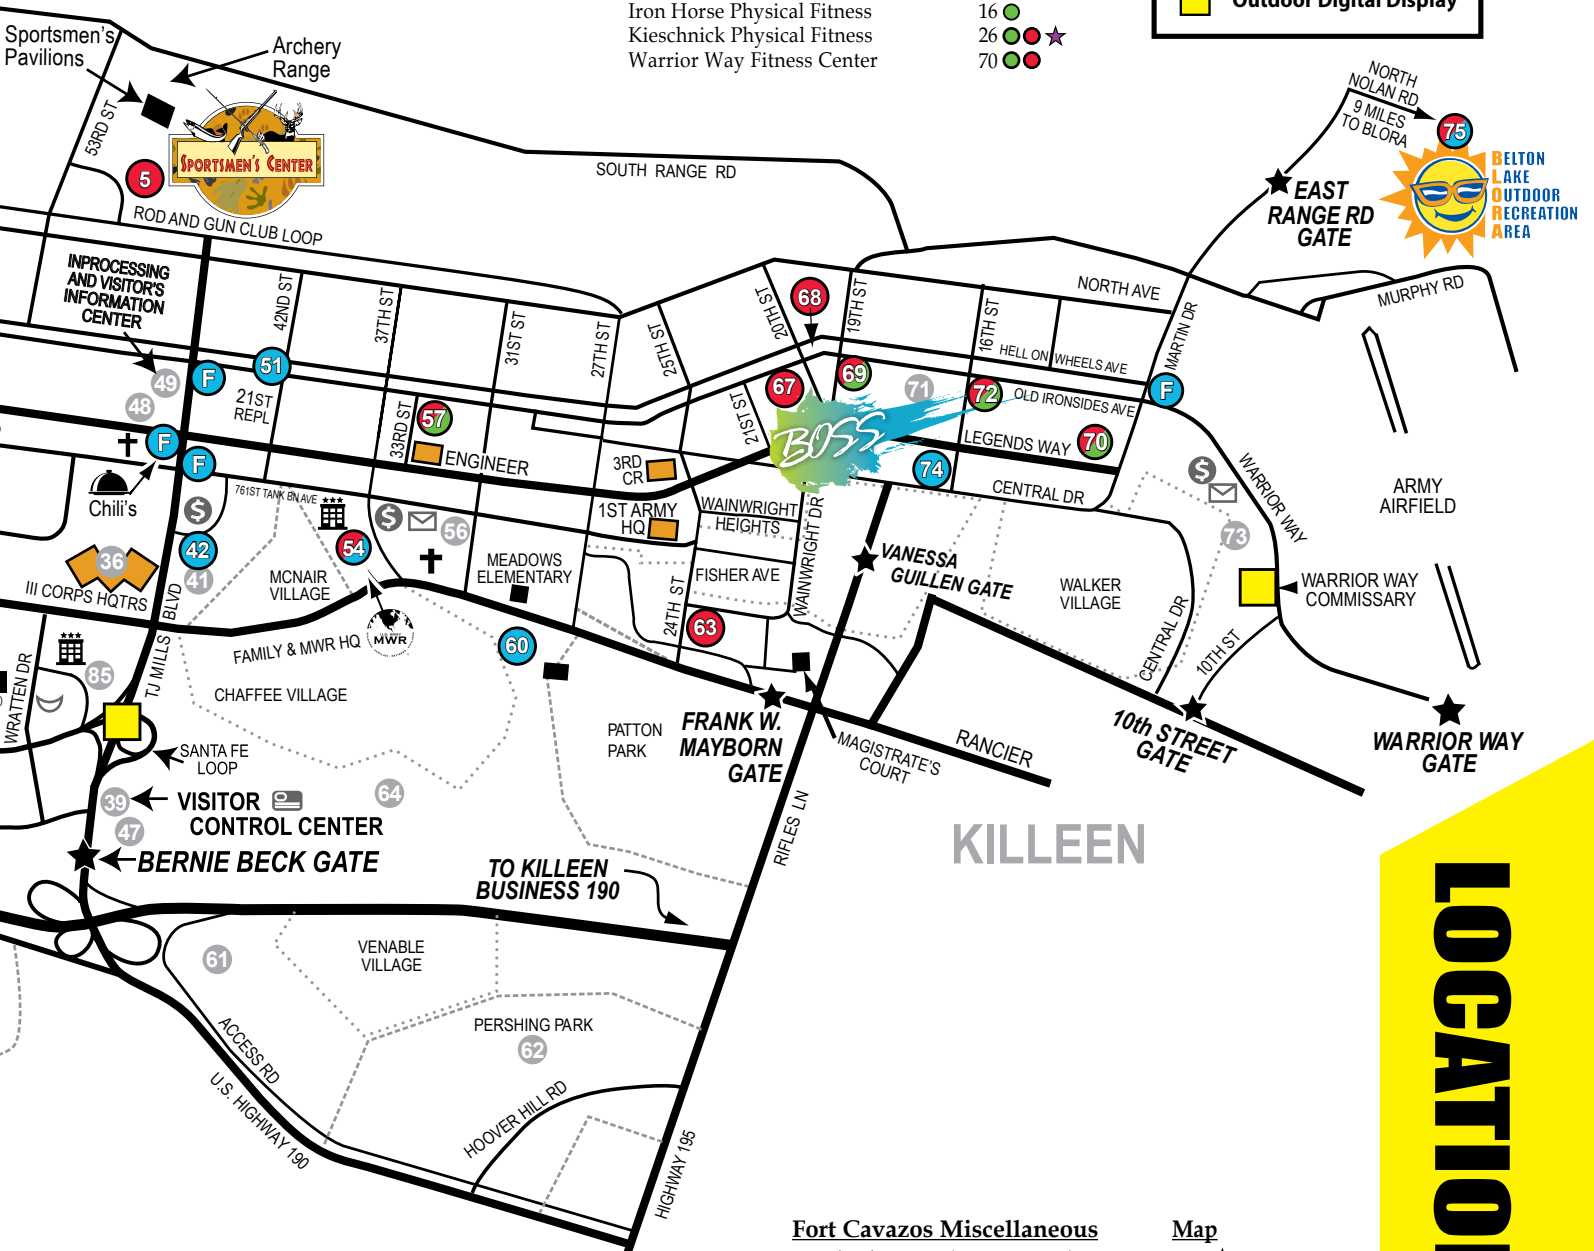 Iron Horse Physical Fitness 16
Kieschnick Physical Fitness 26
Warrior Way Fitness Center 70
Outdoor Digital Display
Sportsmen's
Pavilions
Archery
Range
53RD ST
SPORTSMEN'S CENTER
5
ROD AND GUN CLUB LOOP
SOUTH RANGE RD
NORTH
NOLAN RD
9 MILES
TO BLORA
75
BELTON
LAKE
OUTDOOR
RECREATION
AREA
EAST
RANGE RD
GATE
MURPHY RD
INPROCESSING
AND VISITOR'S
INFORMATION
CENTER
42ND ST
37TH ST
31ST ST
27TH ST
25TH ST
20TH ST
68
19TH ST
16TH ST
NORTH AVE
MARTIN DR
HELL ON WHEELS AVE
49
48
F
51
21ST
REPL
33RD ST
57
ENGINEER
3RD
CR
21ST ST
67
69
71
72
OLD IRONSIDES AVE
F
BOSS
LEGENDS WAY
70
74
CENTRAL DR
WARRIOR WAY
ARMY
AIRFIELD
F
F
Chili's
$
761ST TANK BN AVE
$
56
1ST ARMY
HQ
WAINWRIGHT
HEIGHTS
WAINWRIGHT DR
$
73
36
III CORPS HQTRS
42
41
MCNAIR
VILLAGE
54
MEADOWS
ELEMENTARY
FISHER AVE
24TH ST
63
VANESSA
GUILLEN GATE
WALKER
VILLAGE
CENTRAL DR
10TH ST
WARRIOR WAY
COMMISSARY
TJ MILLS BLVD
FAMILY & MWR HQ
U.S. ARMY
MWR
60
WRATTEN DR
85
CHAFFEE VILLAGE
PATTON
PARK
FRANK W.
MAYBORN
GATE
MAGISTRATE'S
COURT
RANCIER
10th STREET
GATE
WARRIOR WAY
GATE
SANTA FE
LOOP
39
VISITOR
CONTROL CENTER
64
47
BERNIE BECK GATE
RIFLES LN
KILLEEN
TO KILLEEN
BUSINESS 190
61
VENABLE
VILLAGE
PERSHING PARK
62
ACCESS RD
U.S. HIGHWAY 190
HOOVER HILL RD
HIGHWAY 195
Fort Cavazos Miscellaneous Map
LOCATIO